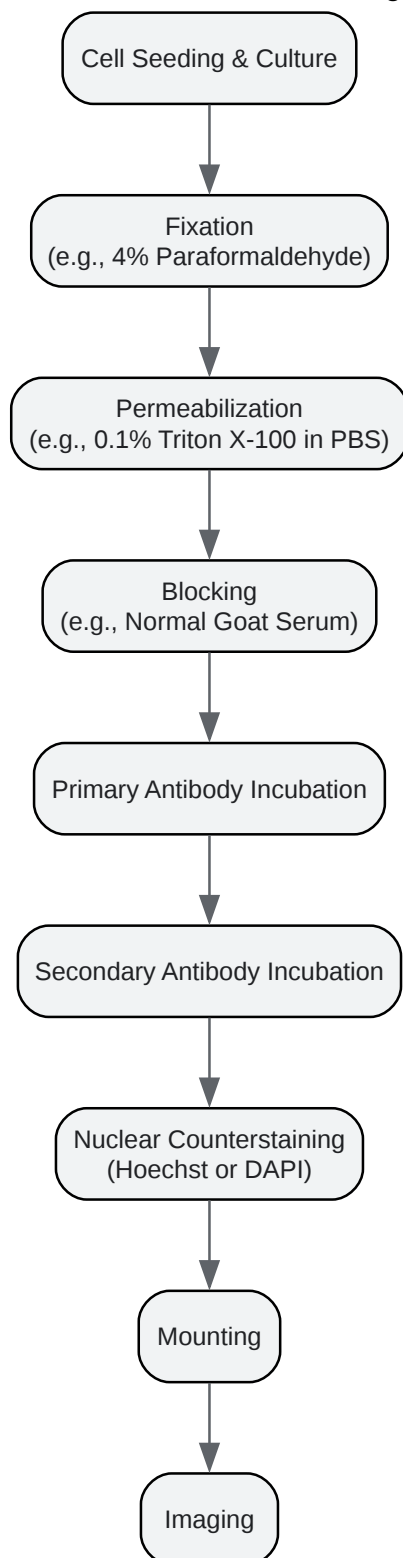 Cell Seeding & Culture
Fixation
(e.g., 4% Paraformaldehyde)
Permeabilization
(e.g., 0.1% Triton X-100 in PBS)
Blocking
(e.g., Normal Goat Serum)
Primary Antibody Incubation
Secondary Antibody Incubation
Nuclear Counterstaining
(Hoechst or DAPI)
Mounting
Imaging